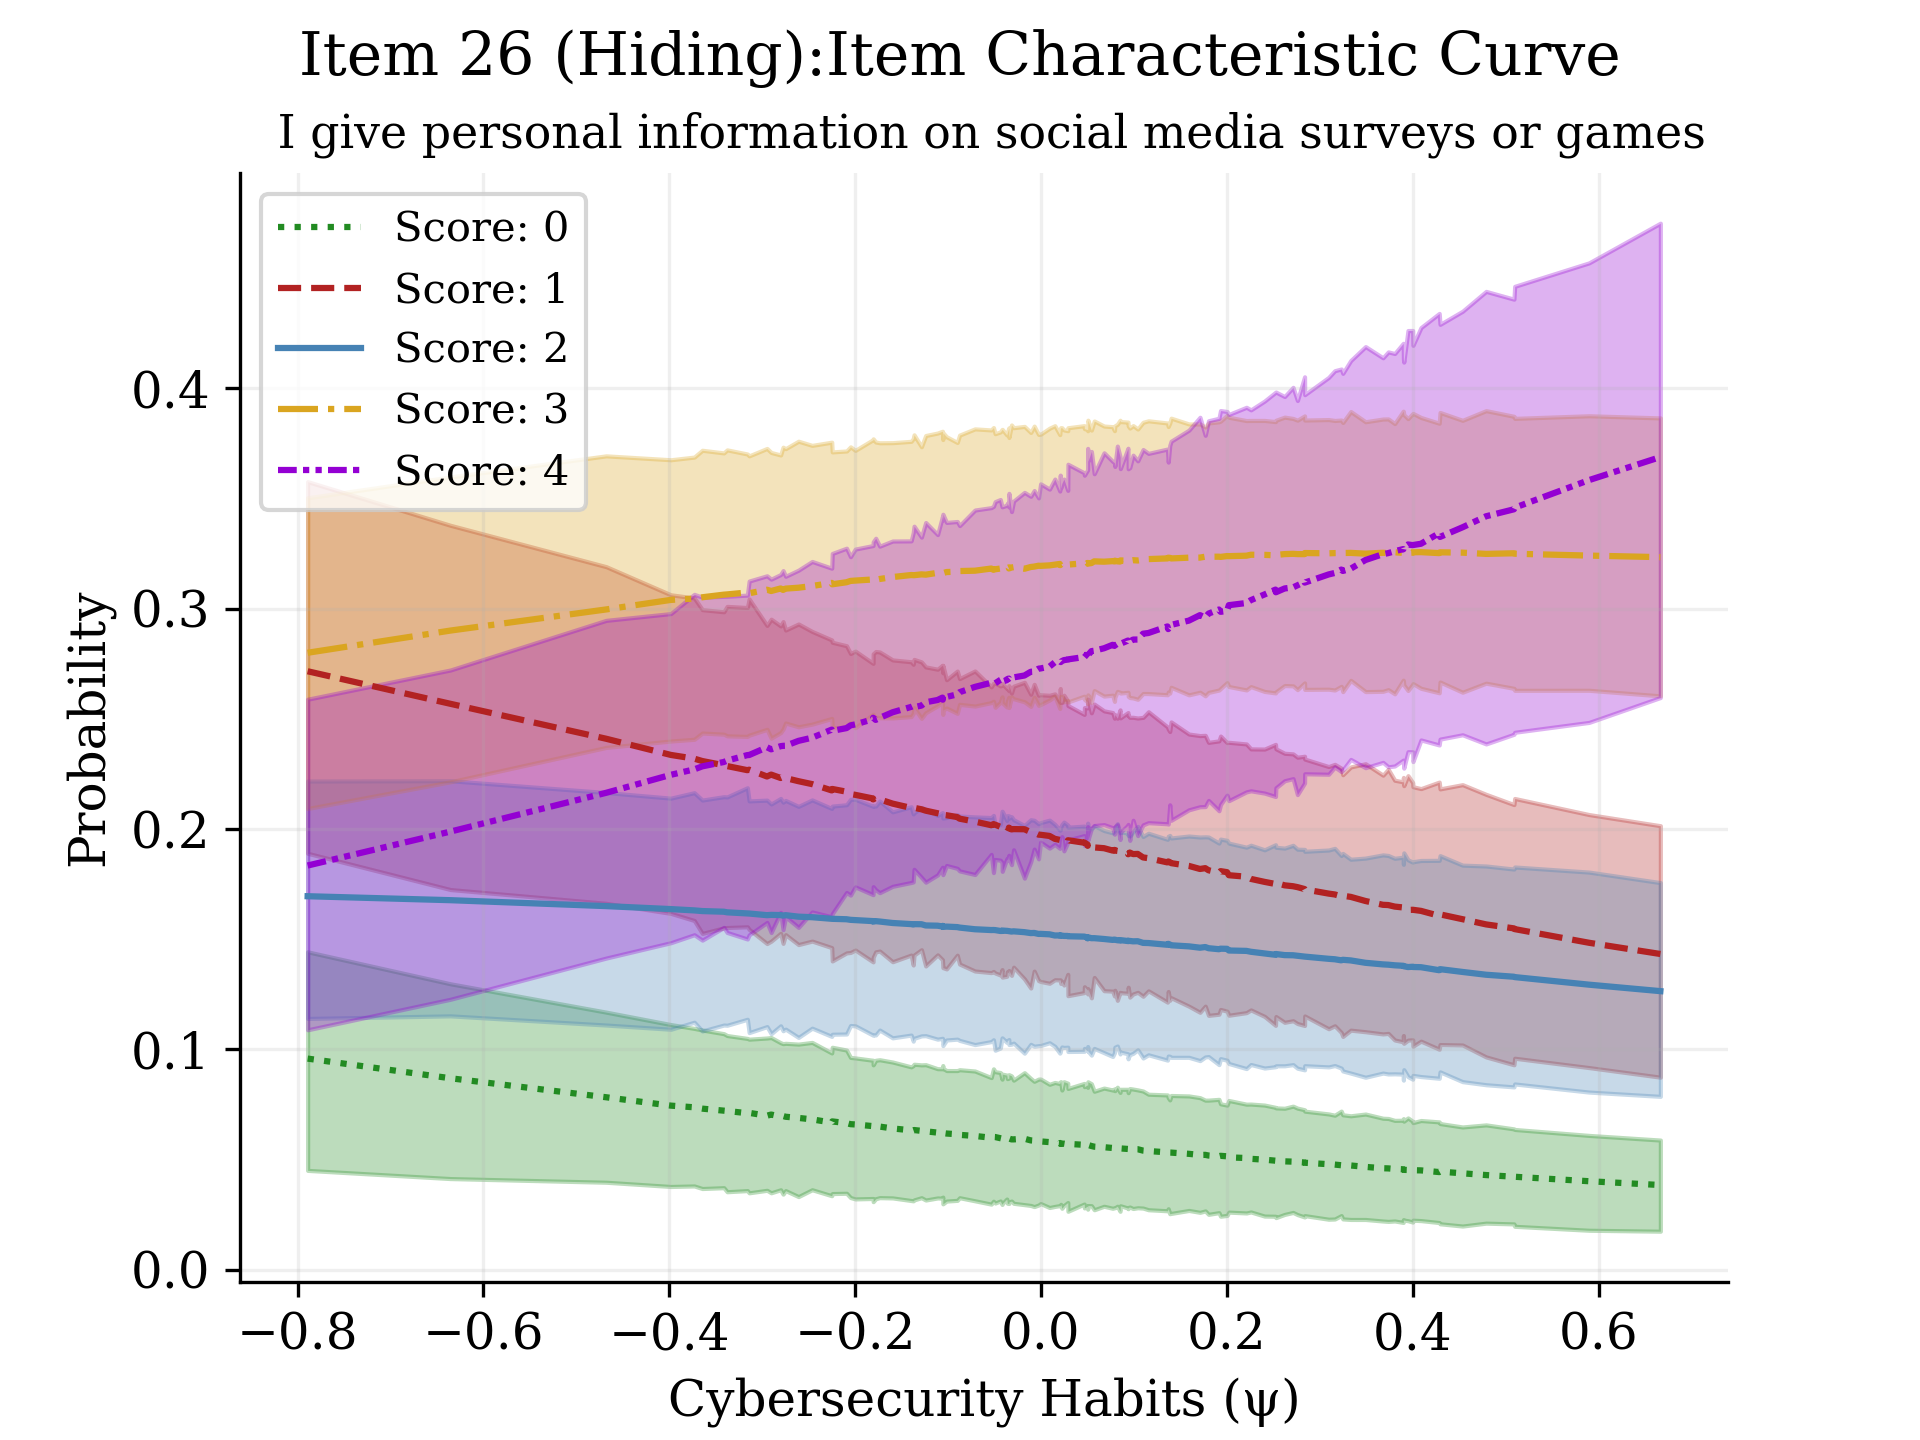 Item 26 (Hiding):Item Characteristic Curve
I give personal information on social media surveys or games
Score: 0
Score: 1
Score: 2
Score: 3
Score: 4
Probability
0.4
0.3
0.2
0.1
0.0
−0.8 −0.6 −0.4 −0.2 0.0 0.2 0.4 0.6
Cybersecurity Habits (ψ)